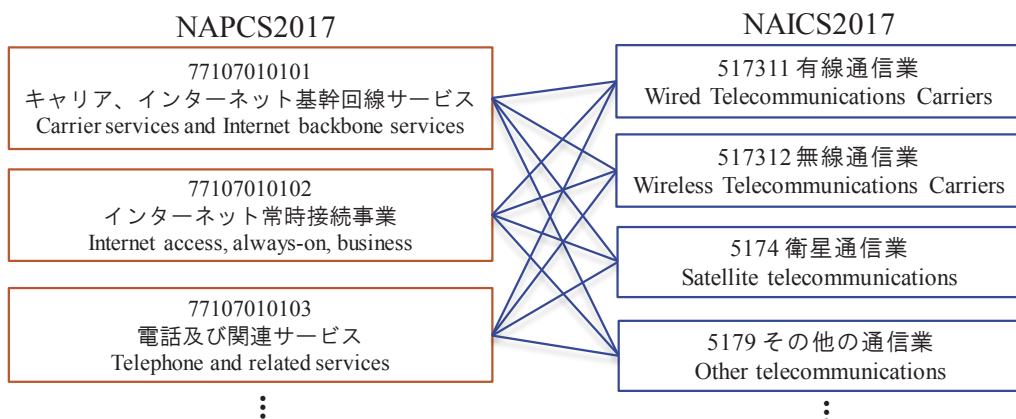 NAPCS2017
77107010101
キャリア、インターネット基幹回線サービス
Carrier services and Internet backbone services
77107010102
インターネット常時接続事業
Internet access, always-on, business
77107010103
電話及び関連サービス
Telephone and related services
⋮
NAICS2017
517311 有線通信業
Wired Telecommunications Carriers
517312 無線通信業
Wireless Telecommunications Carriers
5174 衛星通信業
Satellite telecommunications
5179 その他の通信業
Other telecommunications
⋮